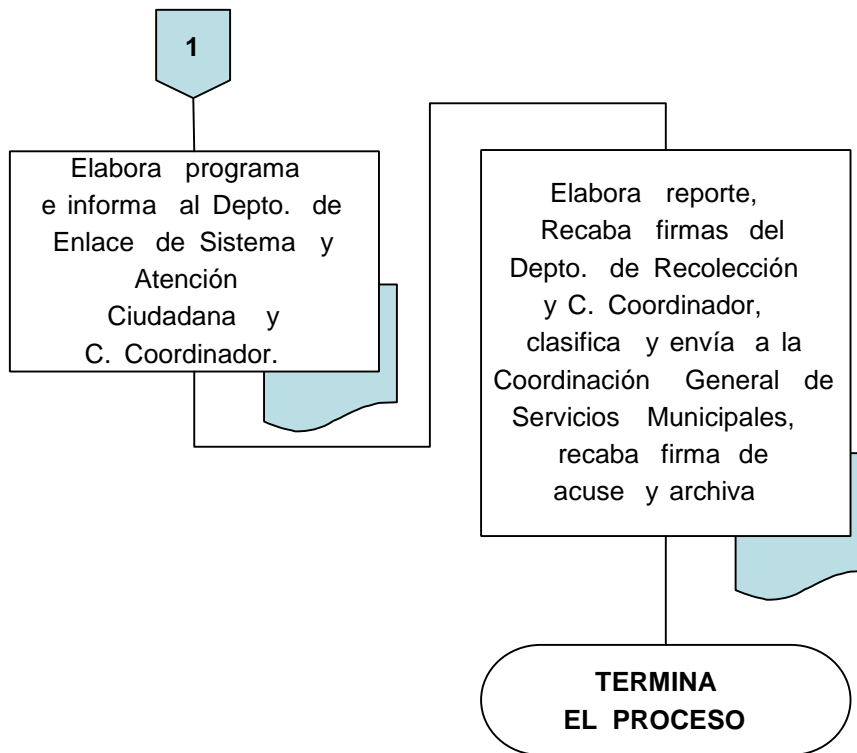 1
Elabora programa
e informa al Depto. de
Enlace de Sistema y
Atención
Ciudadana y
C. Coordinador.
Elabora reporte,
Recaba firmas del
Depto. de Recolección
y C. Coordinador,
clasifica y envía a la
Coordinación General de
Servicios Municipales,
recaba firma de
acuse y archiva
TERMINA
EL PROCESO